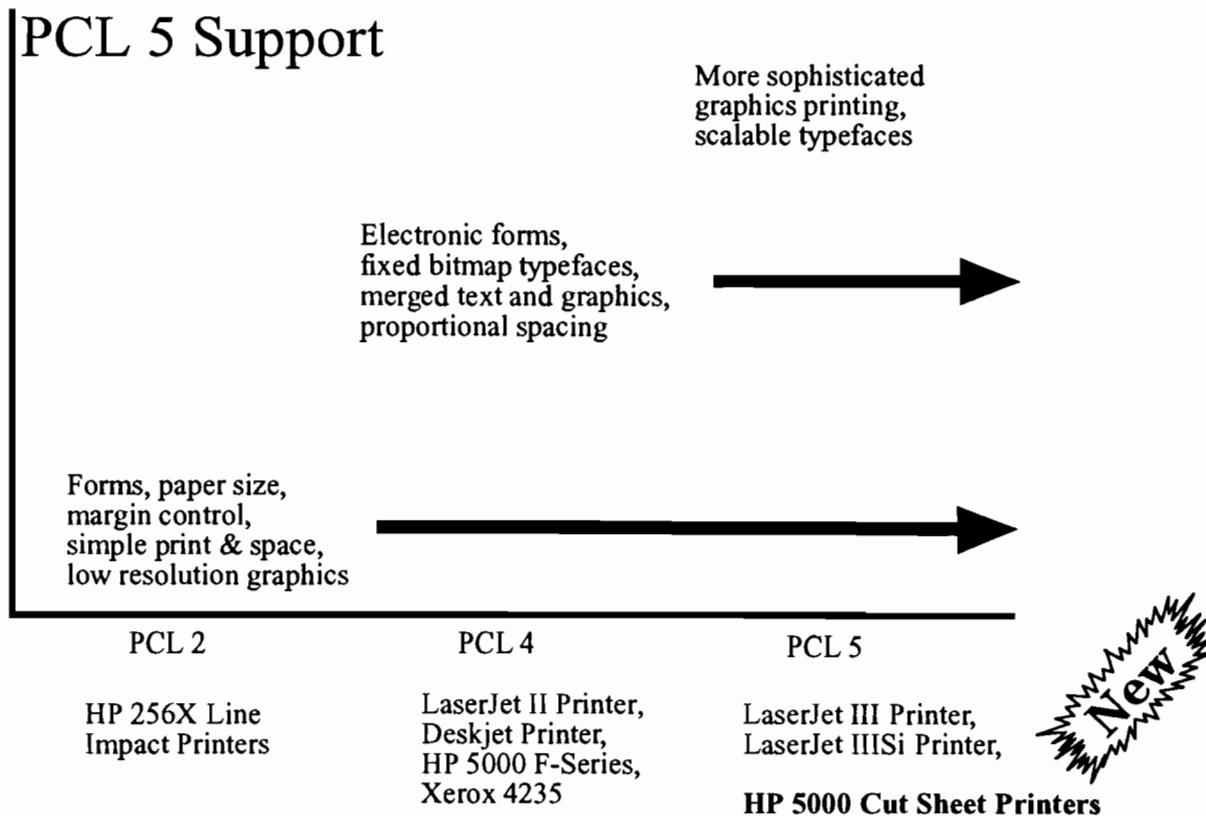 PCL 5 Support
More sophisticated
graphics printing,
scalable typefaces
Electronic forms,
fixed bitmap typefaces,
merged text and graphics,
proportional spacing
Forms, paper size,
margin control,
simple print & space,
low resolution graphics
PCL 2
PCL 4
PCL 5
HP 256X Line
Impact Printers
LaserJet II Printer,
Deskjet Printer,
HP 5000 F-Series,
Xerox 4235
LaserJet III Printer,
LaserJet IIISi Printer,
HP 5000 Cut Sheet Printers
New